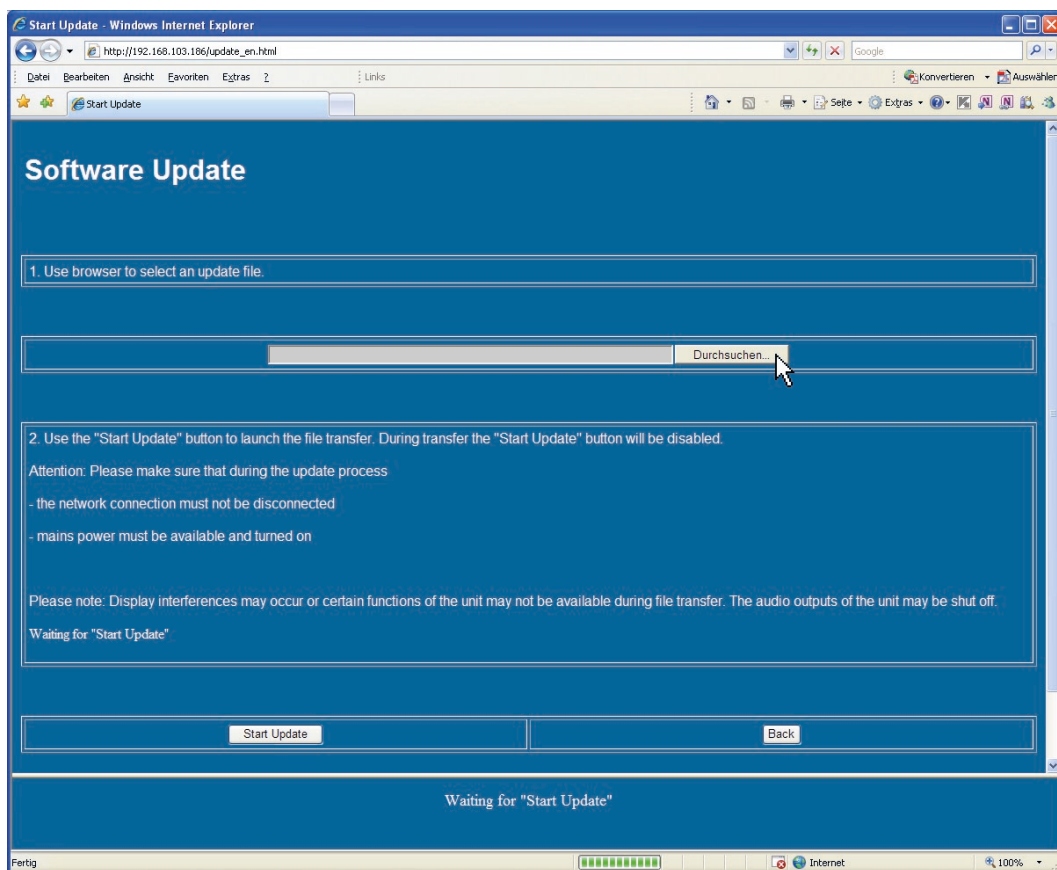 Start Update - Windows Internet Explorer
http://192.168.103.186/update_en.html
Google
Datei Bearbeiten Ansicht Favoriten Extras ?
Links
Konvertieren
Auswählen
Start Update
Seite
Extras
Software Update
1. Use browser to select an update file.
Durchsuchen...
2. Use the "Start Update" button to launch the file transfer. During transfer the "Start Update" button will be disabled.
Attention: Please make sure that during the update process
- the network connection must not be disconnected
- mains power must be available and turned on
Please note: Display interferences may occur or certain functions of the unit may not be available during file transfer. The audio outputs of the unit may be shut off.
Waiting for "Start Update"
Start Update
Back
Waiting for "Start Update"
Fertig
Internet
100%